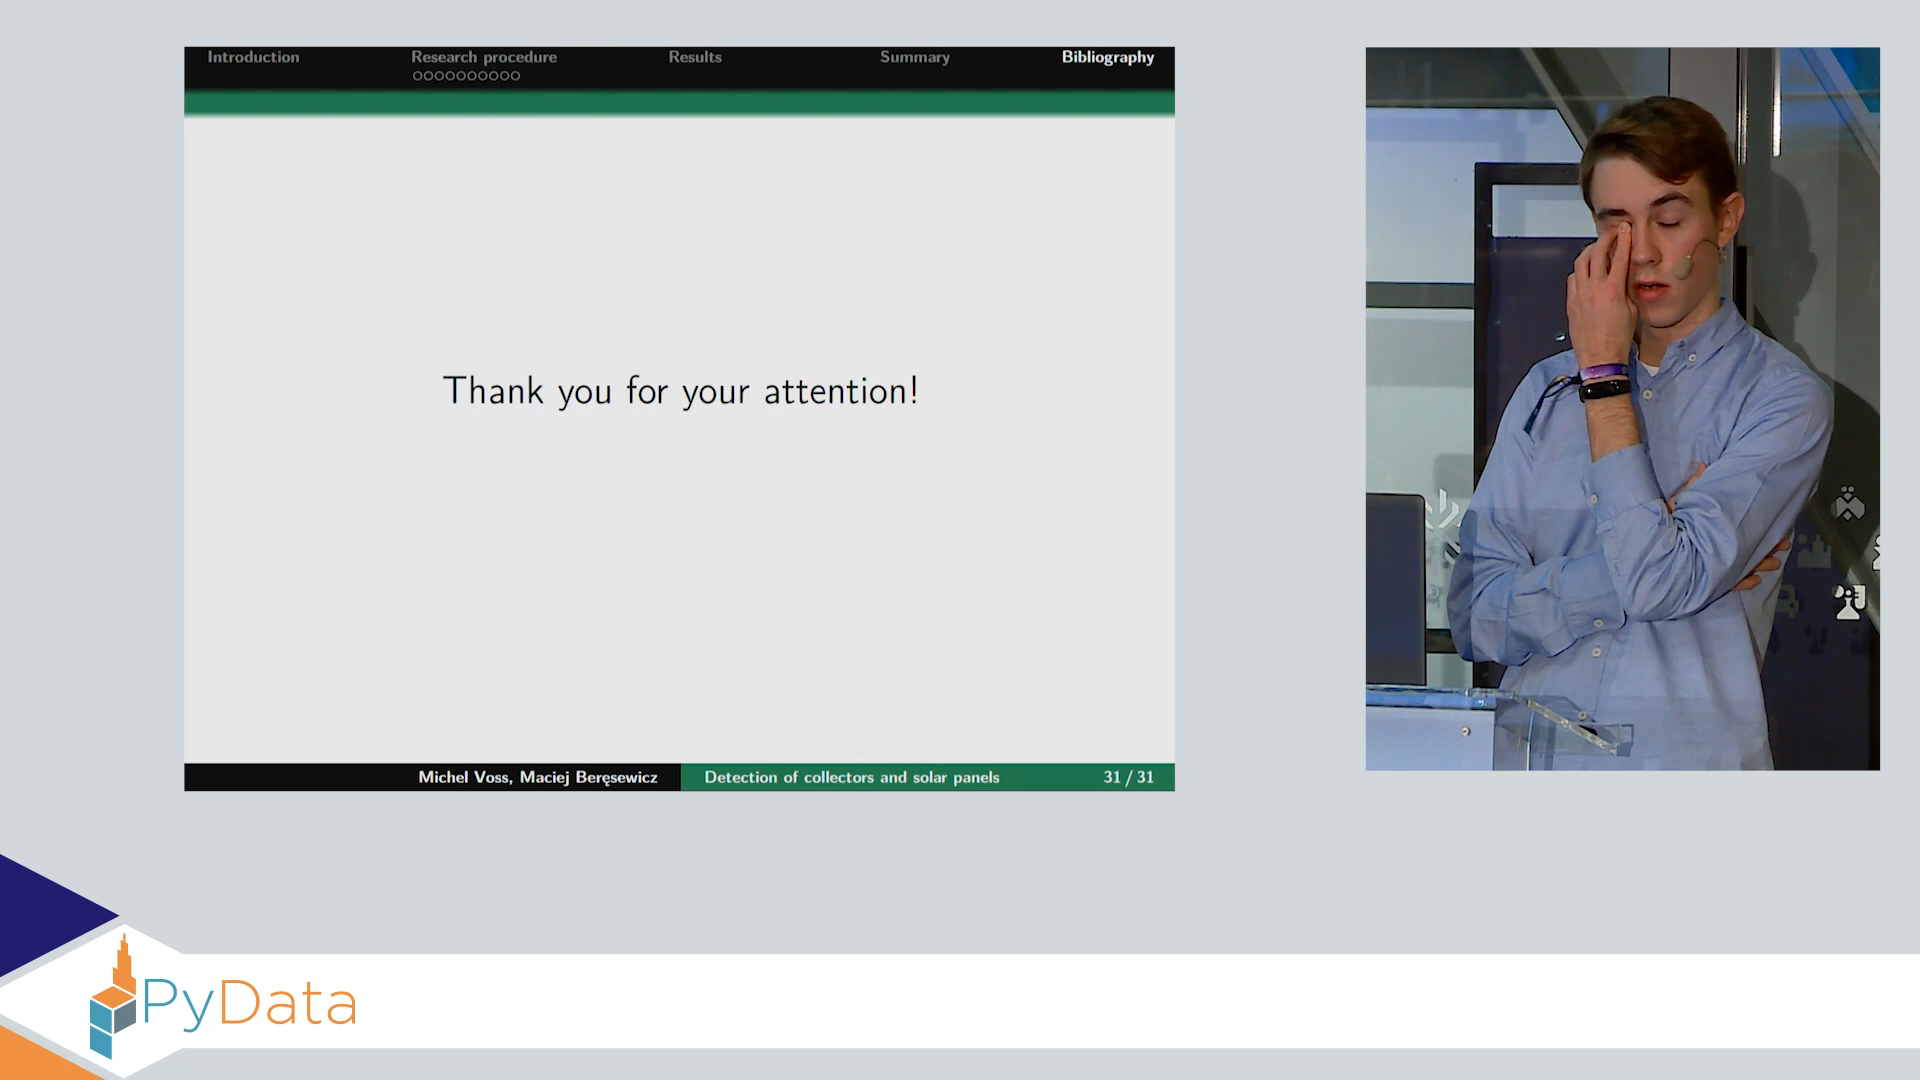 Introduction
Research procedure
Results
Summary
Bibliography
Thank you for your attention!
Michel Voss, Maciej Beręsewicz
Detection of collectors and solar panels
31 / 31
PyData